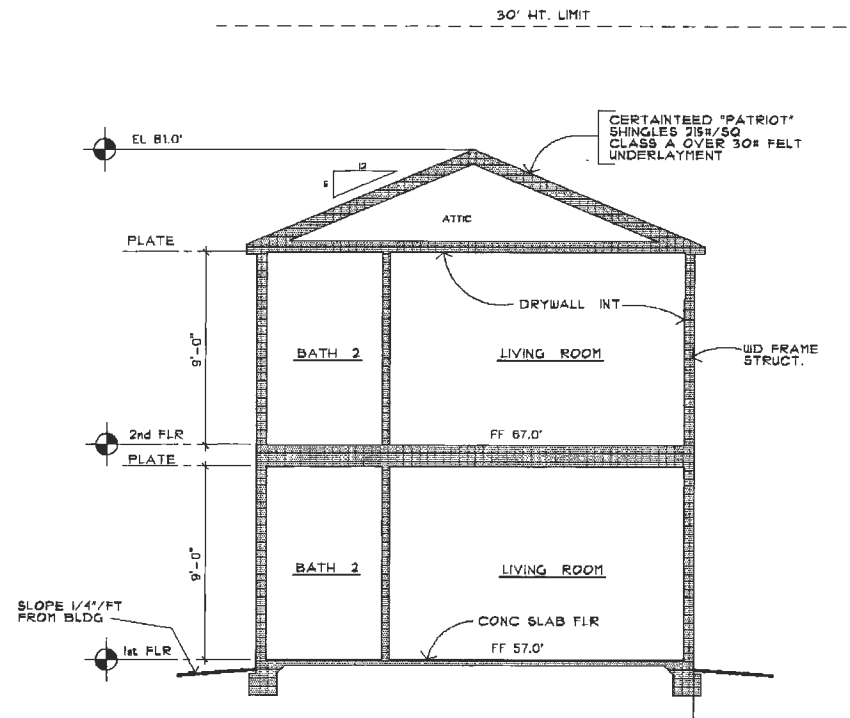 30' HT. LIMIT
CERTAINTEED "PATRIOT"
SHINGLES 215#/SQ
CLASS A OVER 30# FELT
UNDERLAYMENT
EL 81.0'
12
5
ATTIC
PLATE
DRYWALL INT
9'-0"
BATH 2
LIVING ROOM
WD FRAME
STRUCT.
2nd FLR
FF 67.0'
PLATE
9'-0"
BATH 2
LIVING ROOM
SLOPE 1/4"/FT
FROM BLDG
CONC SLAB FLR
1st FLR
FF 57.0'